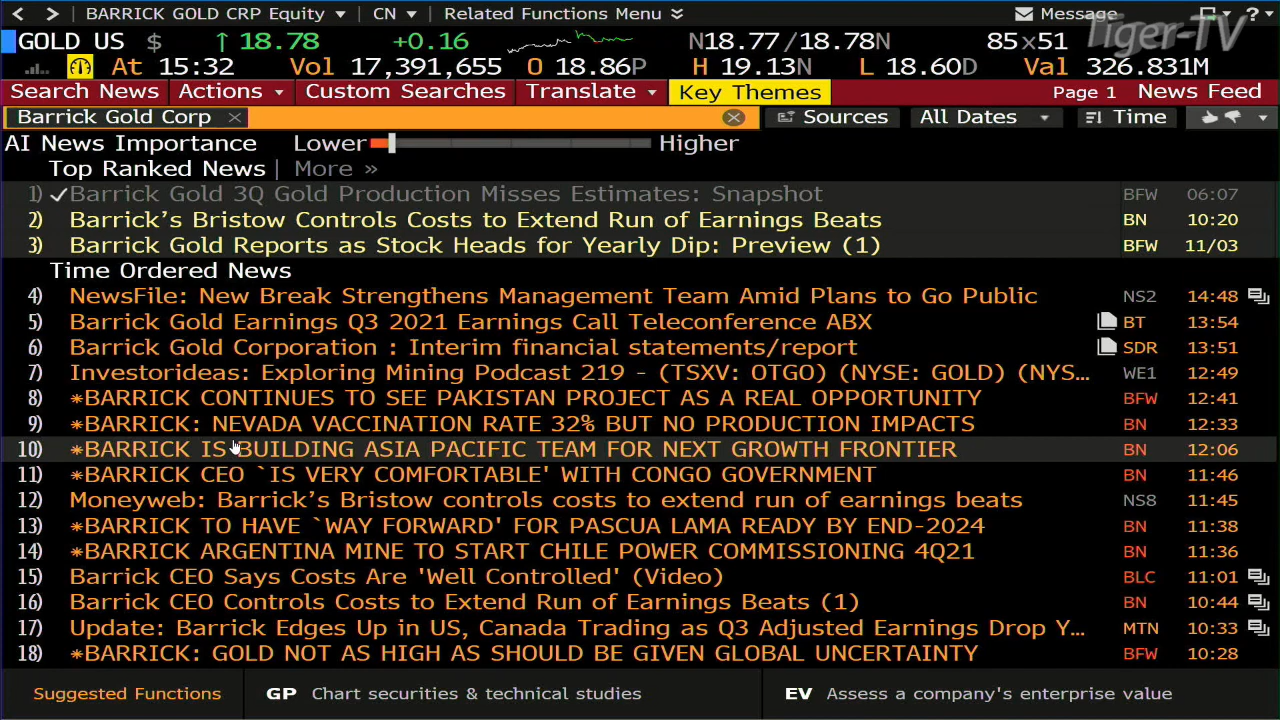 < > BARRICK GOLD CRP Equity CN Related Functions Menu Message ?
Tiger-TV
GOLD US $ ↑ 18.78 +0.16 N18.77/18.78N 85x51
At 15:32 Vol 17,391,655 O 18.86P H 19.13N L 18.60D Val 326.831M
Search News Actions Custom Searches Translate Key Themes Page 1 News Feed
Barrick Gold Corp × Sources All Dates Time
AI News Importance Lower Higher
Top Ranked News More »
1) ✓Barrick Gold 3Q Gold Production Misses Estimates: Snapshot BFW 06:07
2) Barrick's Bristow Controls Costs to Extend Run of Earnings Beats BN 10:20
3) Barrick Gold Reports as Stock Heads for Yearly Dip: Preview (1) BFW 11/03
Time Ordered News
4) NewsFile: New Break Strengthens Management Team Amid Plans to Go Public NS2 14:48
5) Barrick Gold Earnings Q3 2021 Earnings Call Teleconference ABX BT 13:54
6) Barrick Gold Corporation : Interim financial statements/report SDR 13:51
7) Investorideas: Exploring Mining Podcast 219 - (TSXV: OTGO) (NYSE: GOLD) (NYS... WE1 12:49
8) *BARRICK CONTINUES TO SEE PAKISTAN PROJECT AS A REAL OPPORTUNITY BFW 12:41
9) *BARRICK: NEVADA VACCINATION RATE 32% BUT NO PRODUCTION IMPACTS BN 12:33
10) *BARRICK IS BUILDING ASIA PACIFIC TEAM FOR NEXT GROWTH FRONTIER BN 12:06
11) *BARRICK CEO `IS VERY COMFORTABLE' WITH CONGO GOVERNMENT BN 11:46
12) Moneyweb: Barrick's Bristow controls costs to extend run of earnings beats NS8 11:45
13) *BARRICK TO HAVE `WAY FORWARD' FOR PASCUA LAMA READY BY END-2024 BN 11:38
14) *BARRICK ARGENTINA MINE TO START CHILE POWER COMMISSIONING 4Q21 BN 11:36
15) Barrick CEO Says Costs Are 'Well Controlled' (Video) BLC 11:01
16) Barrick CEO Controls Costs to Extend Run of Earnings Beats (1) BN 10:44
17) Update: Barrick Edges Up in US, Canada Trading as Q3 Adjusted Earnings Drop Y... MTN 10:33
18) *BARRICK: GOLD NOT AS HIGH AS SHOULD BE GIVEN GLOBAL UNCERTAINTY BFW 10:28
Suggested Functions GP Chart securities & technical studies EV Assess a company's enterprise value